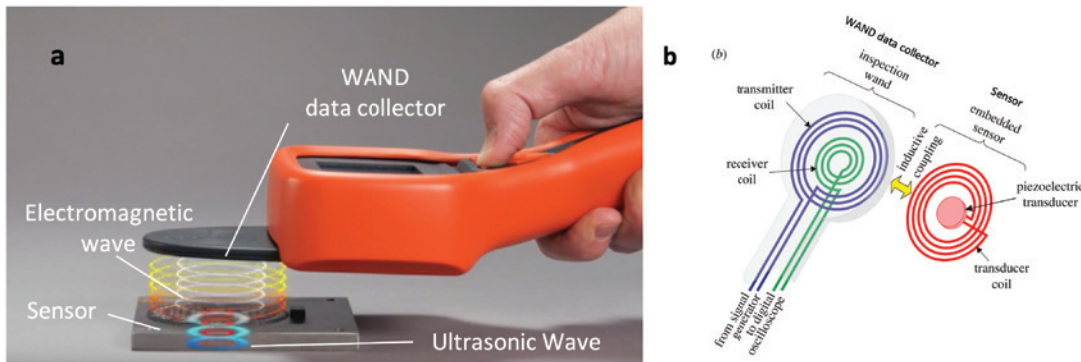 a
WAND
data collector
Electromagnetic
wave
Sensor
Ultrasonic Wave
b
(b)
WAND data collector
inspection
wand
transmitter
coil
receiver
coil
inductive
coupling
Sensor
embedded
sensor
piezoelectric
transducer
transducer
coil
from signal
generator
to digital
oscilloscope